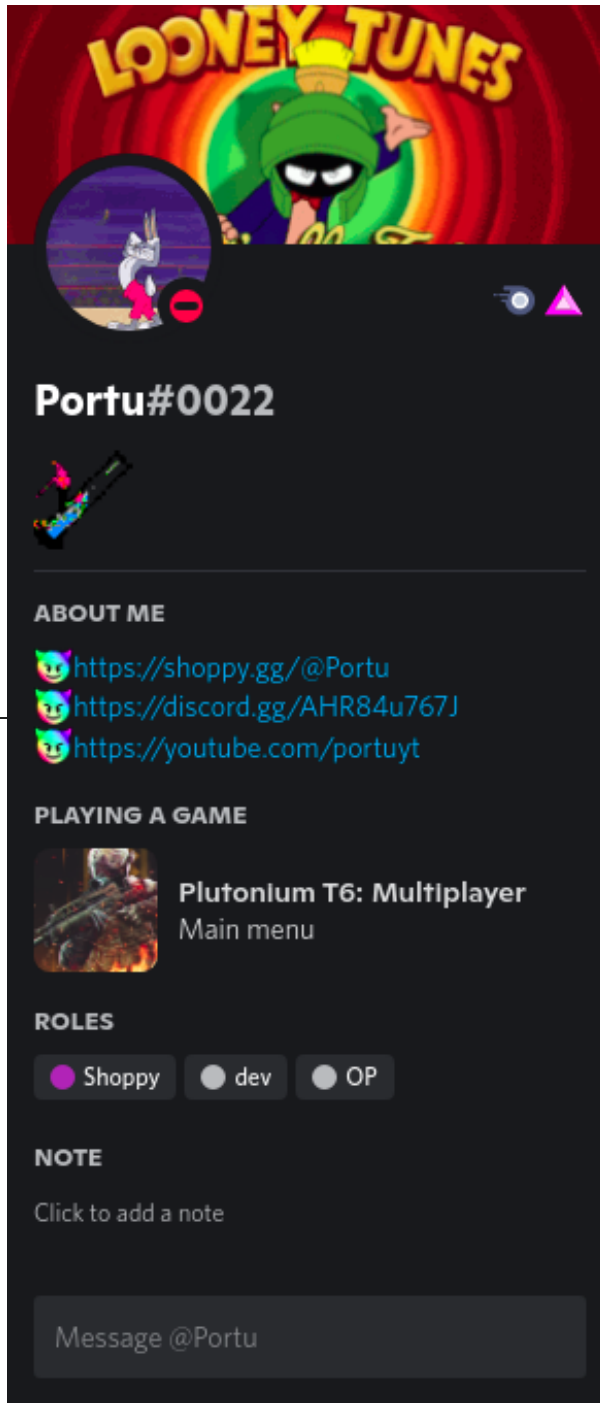 LOONEY TUNES
Portu#0022
ABOUT ME
https://shoppy.gg/@Portu
https://discord.gg/AHR84u767J
https://youtube.com/portuyt
PLAYING A GAME
Plutonium T6: Multiplayer
Main menu
ROLES
Shoppy dev OP
NOTE
Click to add a note
Message @Portu